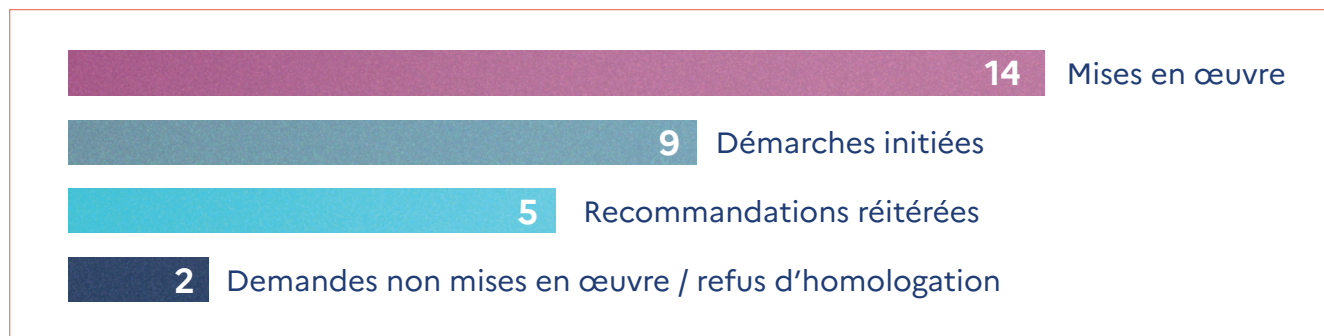 14 Mises en œuvre
9 Démarches initiées
5 Recommandations réitérées
2 Demandes non mises en œuvre / refus d’homologation